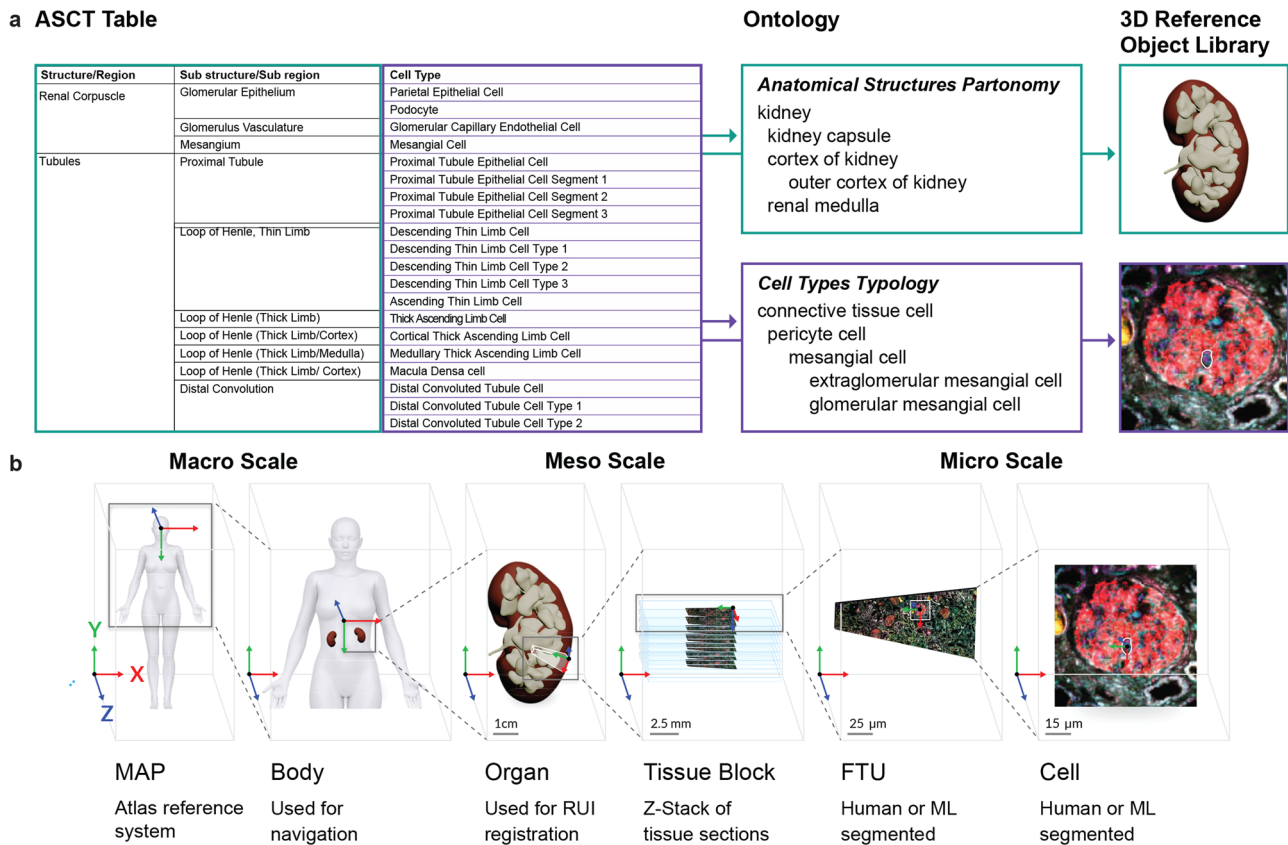 a ASCT Table
Ontology
3D Reference
Object Library
Structure/Region
Sub structure/Sub region
Cell Type
Renal Corpuscle
Glomerular Epithelium
Parietal Epithelial Cell
Podocyte
Glomerulus Vasculature
Glomerular Capillary Endothelial Cell
Mesangium
Mesangial Cell
Tubules
Proximal Tubule
Proximal Tubule Epithelial Cell
Proximal Tubule Epithelial Cell Segment 1
Proximal Tubule Epithelial Cell Segment 2
Proximal Tubule Epithelial Cell Segment 3
Loop of Henle, Thin Limb
Descending Thin Limb Cell
Descending Thin Limb Cell Type 1
Descending Thin Limb Cell Type 2
Descending Thin Limb Cell Type 3
Ascending Thin Limb Cell
Loop of Henle (Thick Limb)
Thick Ascending Limb Cell
Loop of Henle (Thick Limb/Cortex)
Cortical Thick Ascending Limb Cell
Loop of Henle (Thick Limb/Medulla)
Medullary Thick Ascending Limb Cell
Loop of Henle (Thick Limb/ Cortex)
Macula Densa cell
Distal Convolution
Distal Convoluted Tubule Cell
Distal Convoluted Tubule Cell Type 1
Distal Convoluted Tubule Cell Type 2
Anatomical Structures Partonomy
kidney
kidney capsule
cortex of kidney
outer cortex of kidney
renal medulla
Cell Types Typology
connective tissue cell
pericyte cell
mesangial cell
extraglomerular mesangial cell
glomerular mesangial cell
b
Macro Scale
Meso Scale
Micro Scale
Y
X
Z
1cm
2.5 mm
25 µm
15 µm
MAP
Atlas reference
system
Body
Used for
navigation
Organ
Used for RUI
registration
Tissue Block
Z-Stack of
tissue sections
FTU
Human or ML
segmented
Cell
Human or ML
segmented